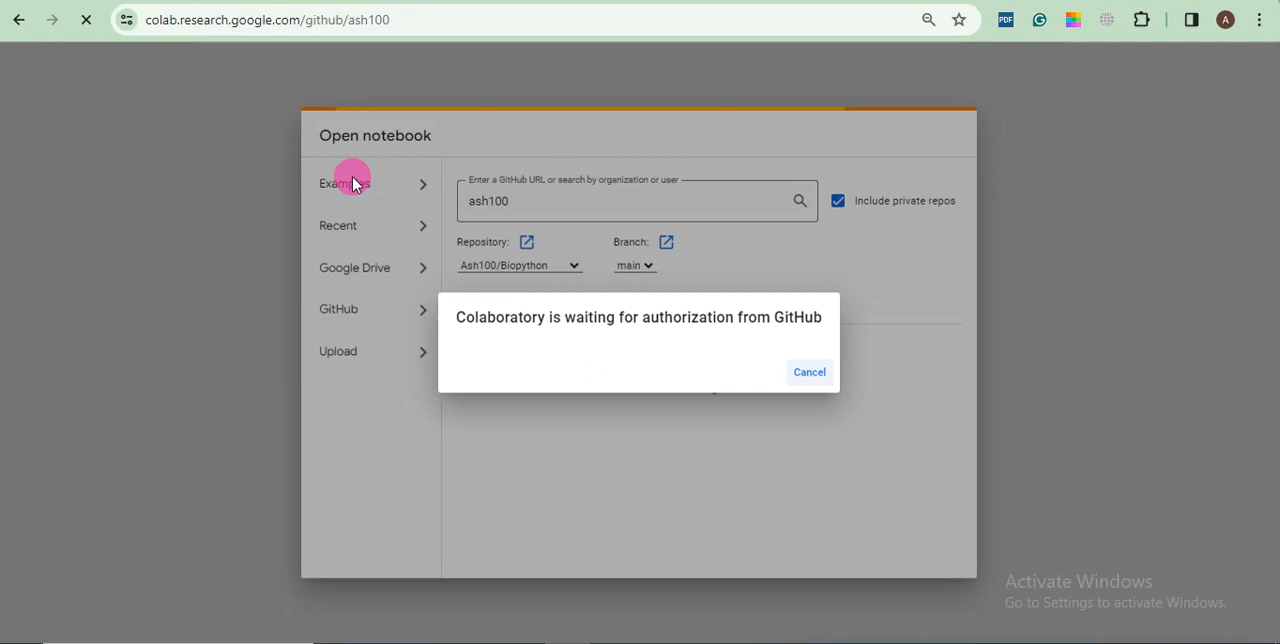 colab.research.google.com/github/ash100
PDF
G
A
Open notebook
Examples
Enter a GitHub URL or search by organization or user
ash100
Include private repos
Recent
Repository:
Branch:
Google Drive
Ash100/Biopython
main
GitHub
Colaboratory is waiting for authorization from GitHub
Upload
Cancel
Activate Windows
Go to Settings to activate Windows.